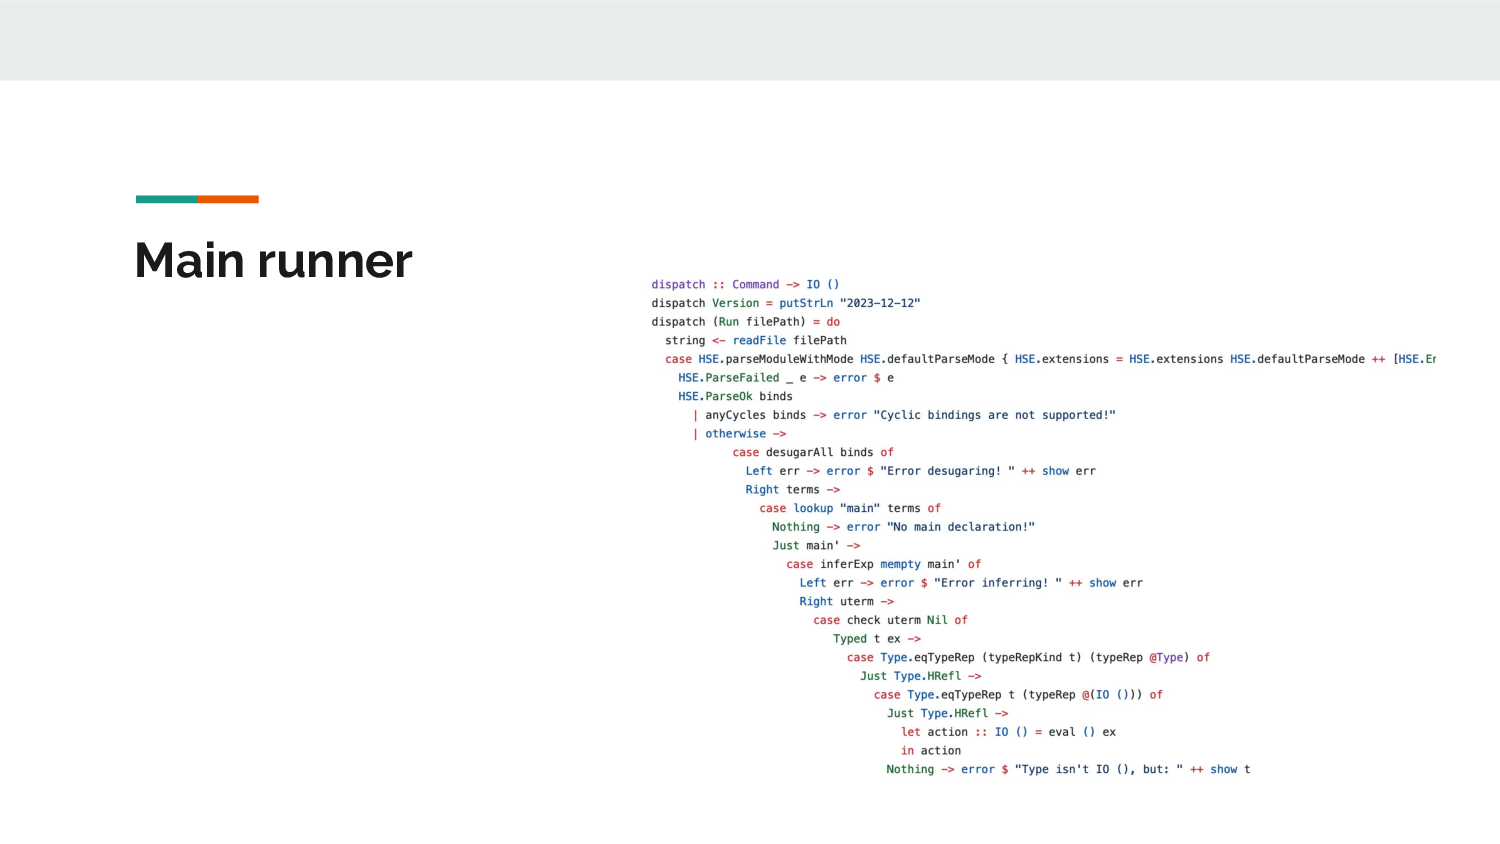 Main runner
dispatch :: Command -> IO ()
dispatch Version = putStrLn "2023-12-12"
dispatch (Run filePath) = do
  string <- readFile filePath
  case HSE.parseModuleWithMode HSE.defaultParseMode { HSE.extensions = HSE.extensions HSE.defaultParseMode ++ [HSE.Er
    HSE.ParseFailed _ e -> error $ e
    HSE.ParseOk binds
      | anyCycles binds -> error "Cyclic bindings are not supported!"
      | otherwise ->
            case desugarAll binds of
              Left err -> error $ "Error desugaring! " ++ show err
              Right terms ->
                case lookup "main" terms of
                  Nothing -> error "No main declaration!"
                  Just main' ->
                    case inferExp mempty main' of
                      Left err -> error $ "Error inferring! " ++ show err
                      Right uterm ->
                        case check uterm Nil of
                           Typed t ex ->
                             case Type.eqTypeRep (typeRepKind t) (typeRep @Type) of
                               Just Type.HRefl ->
                                 case Type.eqTypeRep t (typeRep @(IO ())) of
                                   Just Type.HRefl ->
                                     let action :: IO () = eval () ex
                                     in action
                                   Nothing -> error $ "Type isn't IO (), but: " ++ show t